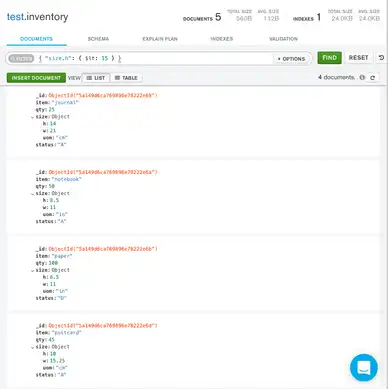 test.inventory
DOCUMENTS 5 TOTAL SIZE 560B AVG. SIZE 112B INDEXES 1 TOTAL SIZE 24.0KB AVG. SIZE 24.0KB
DOCUMENTS SCHEMA EXPLAIN PLAN INDEXES VALIDATION
FILTER { "size.h": { $lt: 15 } } OPTIONS FIND RESET
INSERT DOCUMENT VIEW LIST TABLE 4 documents.
_id: ObjectId("5a149d6ca769896e78222e69")
item: "journal"
qty: 25
size: Object
h: 14
w: 21
uom: "cm"
status: "A"
_id: ObjectId("5a149d6ca769896e78222e6a")
item: "notebook"
qty: 50
size: Object
h: 8.5
w: 11
uom: "in"
status: "A"
_id: ObjectId("5a149d6ca769896e78222e6b")
item: "paper"
qty: 100
size: Object
h: 8.5
w: 11
uom: "in"
status: "D"
_id: ObjectId("5a149d6ca769896e78222e6d")
item: "postcard"
qty: 45
size: Object
h: 10
w: 15.25
uom: "cm"
status: "A"